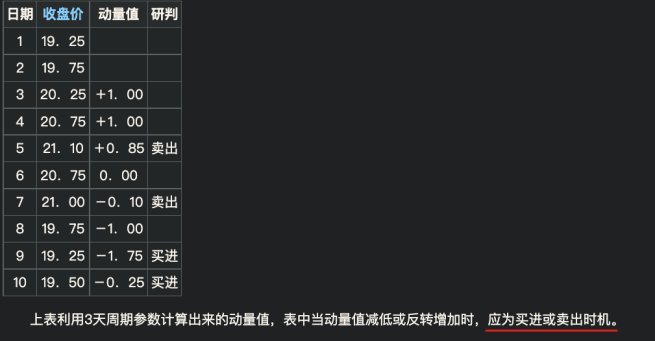 日期 收盘价 动量值 研判
1 19．25
2 19．75
3 20．25 +1．00
4 20．75 +1．00
5 21．10 +0．85 卖出
6 20．75 0．00
7 21．00 -0．10 卖出
8 19．75 -1．00
9 19．25 -1．75 买进
10 19．50 -0．25 买进
上表利用3天周期参数计算出来的动量值，表中当动量值减低或反转增加时，应为买进或卖出时机。